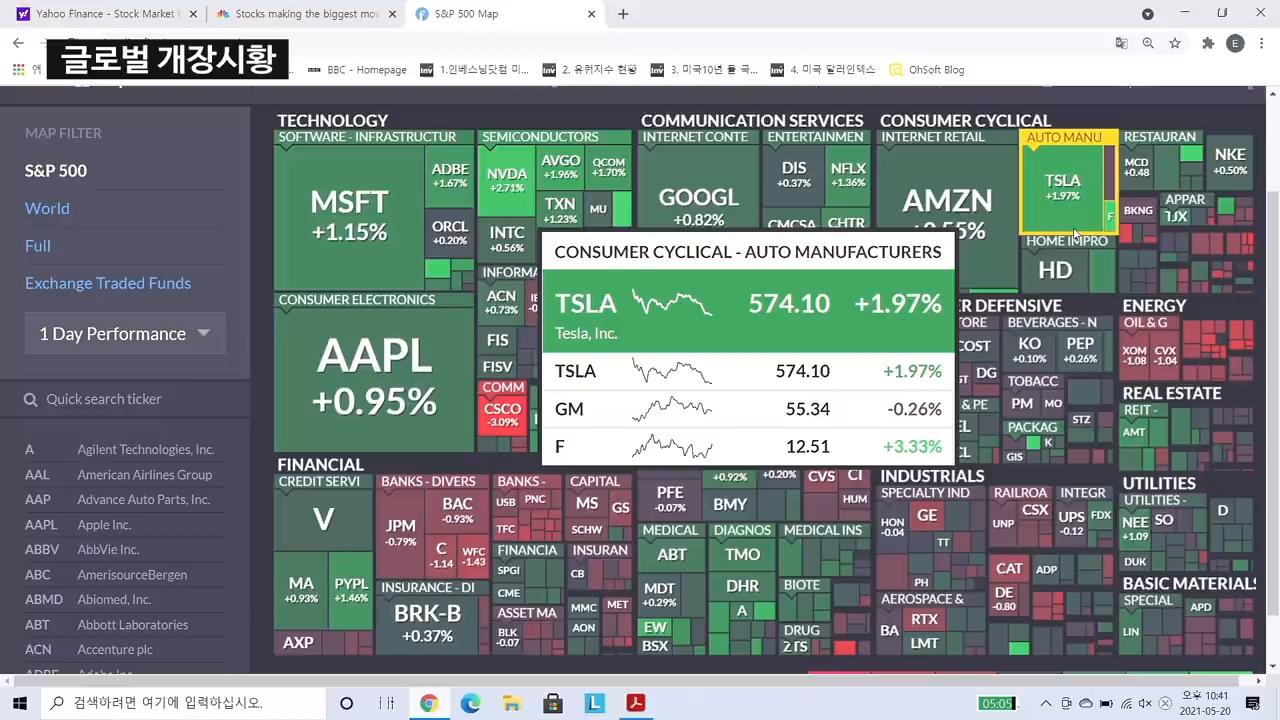 Yahoo Finance - Stock Market
Stocks making the biggest mov
S&P 500 Map
글로벌 개장시황
BBC - Homepage
1.인베스팅닷컴 미...
2. 유럽지수 현황
3. 미국10년 물 국...
4. 미국 달러인덱스
OhSoft Blog
MAP FILTER
S&P 500
World
Full
Exchange Traded Funds
1 Day Performance
Quick search ticker
A Agilent Technologies, Inc.
AAL American Airlines Group
AAP Advance Auto Parts, Inc.
AAPL Apple Inc.
ABBV AbbVie Inc.
ABC AmerisourceBergen
ABMD Abiomed, Inc.
ABT Abbott Laboratories
ACN Accenture plc
TECHNOLOGY
SOFTWARE - INFRASTRUCTUR
MSFT
+1.15%
ADBE
+1.67%
ORCL
+0.20%
SEMICONDUCTORS
NVDA
+2.71%
AVGO
+1.96%
QCOM
+1.70%
TXN
+1.23%
MU
INTC
+0.56%
CONSUMER ELECTRONICS
AAPL
+0.95%
INFORMA
ACN
+0.73%
FIS
FISV
COMM
CSCO
-3.09%
COMMUNICATION SERVICES
INTERNET CONTE
GOOGL
+0.82%
ENTERTAINMEN
DIS
+0.37%
NFLX
+1.36%
CMCSA
CHTR
CONSUMER CYCLICAL
INTERNET RETAIL
AMZN
AUTO MANU
TSLA
+1.97%
F
RESTAURAN
MCD
+0.48
BKNG
NKE
+0.50%
APPAR
TJX
HOME IMPRO
HD
CONSUMER CYCLICAL - AUTO MANUFACTURERS
TSLA 574.10 +1.97%
Tesla, Inc.
TSLA 574.10 +1.97%
GM 55.34 -0.26%
F 12.51 +3.33%
R DEFENSIVE
COST
BEVERAGES - N
KO
+0.10%
PEP
+0.26%
DG
TOBACC
PM
MO
& PE
PACKAG
K
GIS
STZ
ENERGY
OIL & G
XOM
-1.08
CVX
-1.04
REAL ESTATE
REIT -
AMT
FINANCIAL
CREDIT SERVI
V
MA
+0.93%
PYPL
+1.46%
AXP
BANKS - DIVERS
JPM
-0.79%
BAC
-0.93%
C
-1.14
WFC
-1.43
INSURANCE - DI
BRK-B
+0.37%
BANKS -
USB
PNC
TFC
FINANCIA
SPGI
CME
ASSET MA
BLK
-0.07
CAPITAL
MS
GS
SCHW
INSURAN
CB
MMC
MET
AON
PFE
-0.07%
+0.92%
+0.20%
BMY
CVS
CI
HUM
MEDICAL
ABT
MDT
+0.29%
EW
BSX
DIAGNOS
TMO
DHR
A
MEDICAL INS
BIOTE
DRUG
ZTS
INDUSTRIALS
SPECIALTY IND
HON
-0.04
GE
TT
PH
RAILROA
UNP
CSX
INTEGR
UPS
-0.12
FDX
CAT
ADP
DE
-0.80
AEROSPACE &
BA
RTX
LMT
UTILITIES
UTILITIES -
NEE
+1.09
SO
D
DUK
BASIC MATERIALS
SPECIAL
APD
LIN
검색하려면 여기에 입력하십시오.
05:05
오후 10:41
2021-05-20